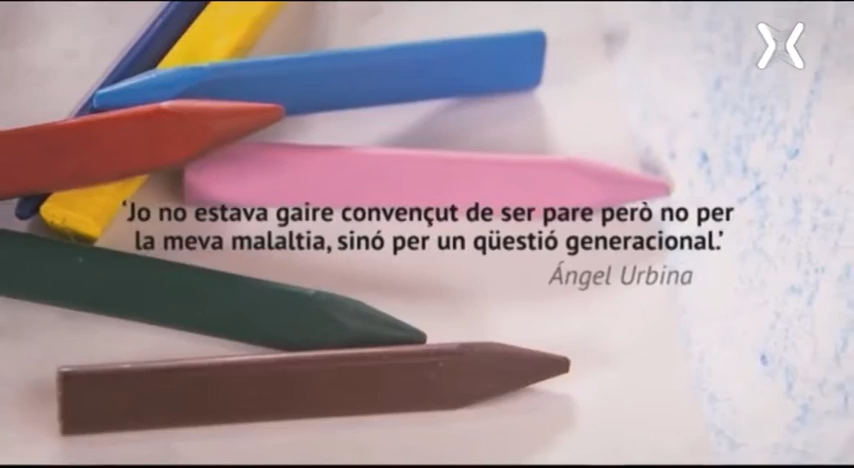 ‘Jo no estava gaire convençut de ser pare però no per
la meva malaltia, sinó per un qüestió generacional.’
Ángel Urbina